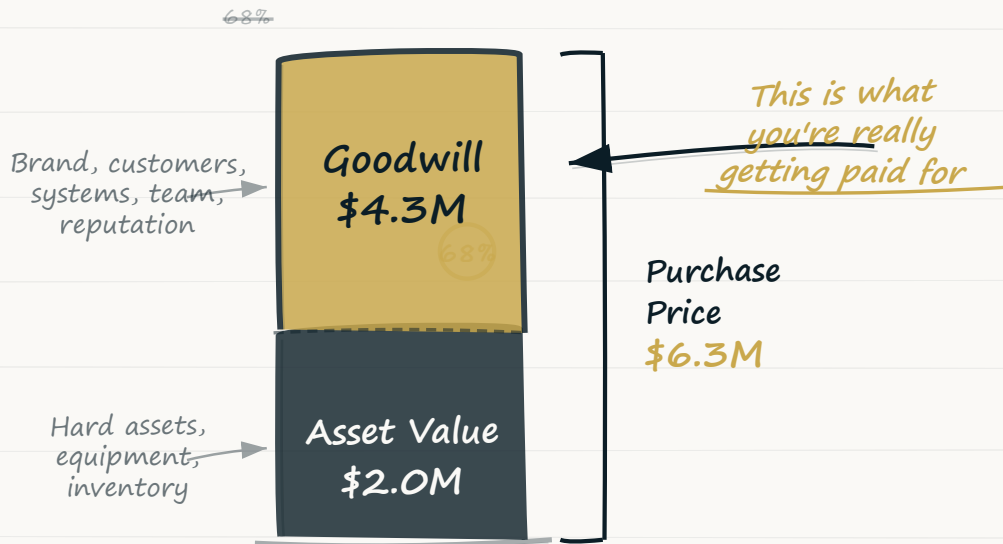 68%
This is what
you're really
getting paid for
Brand, customers,
systems, team,
reputation
Goodwill
$4.3M
68%
Purchase
Price
$6.3M
Hard assets,
equipment,
inventory
Asset Value
$2.0M